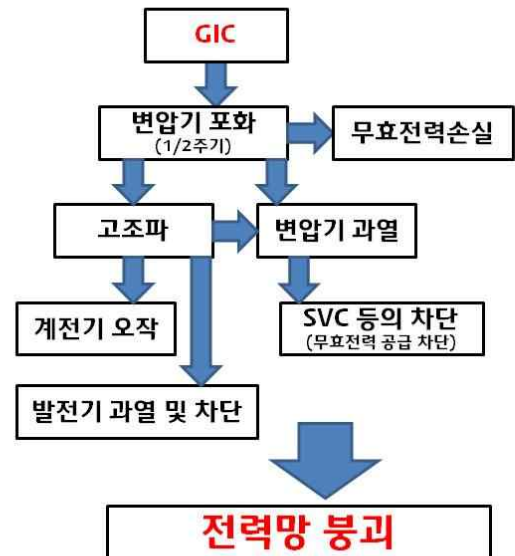 GIC
변압기 포화
(1/2주기)
무효전력손실
고조파
변압기 과열
계전기 오작
SVC 등의 차단
(무효전력 공급 차단)
발전기 과열 및 차단
전력망 붕괴